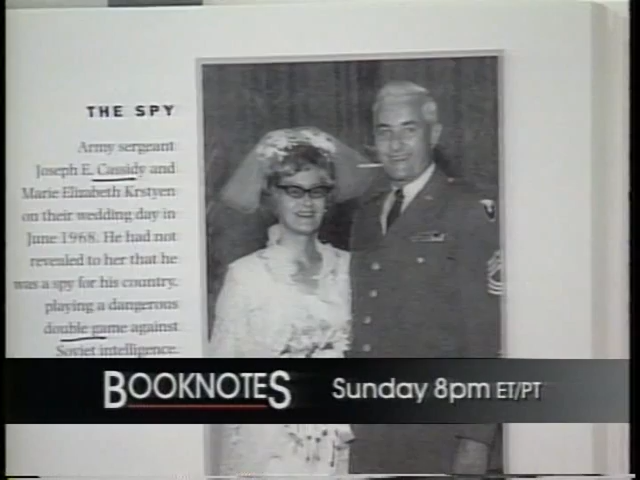 THE SPY
Army sergeant
Joseph E. Cassidy and
Marie Elizabeth Krstyen
on their wedding day in
June 1968. He had not
revealed to her that he
was a spy for his country,
playing a dangerous
double game against
Soviet intelligence.
BOOKNOTES
Sunday 8pm ET/PT